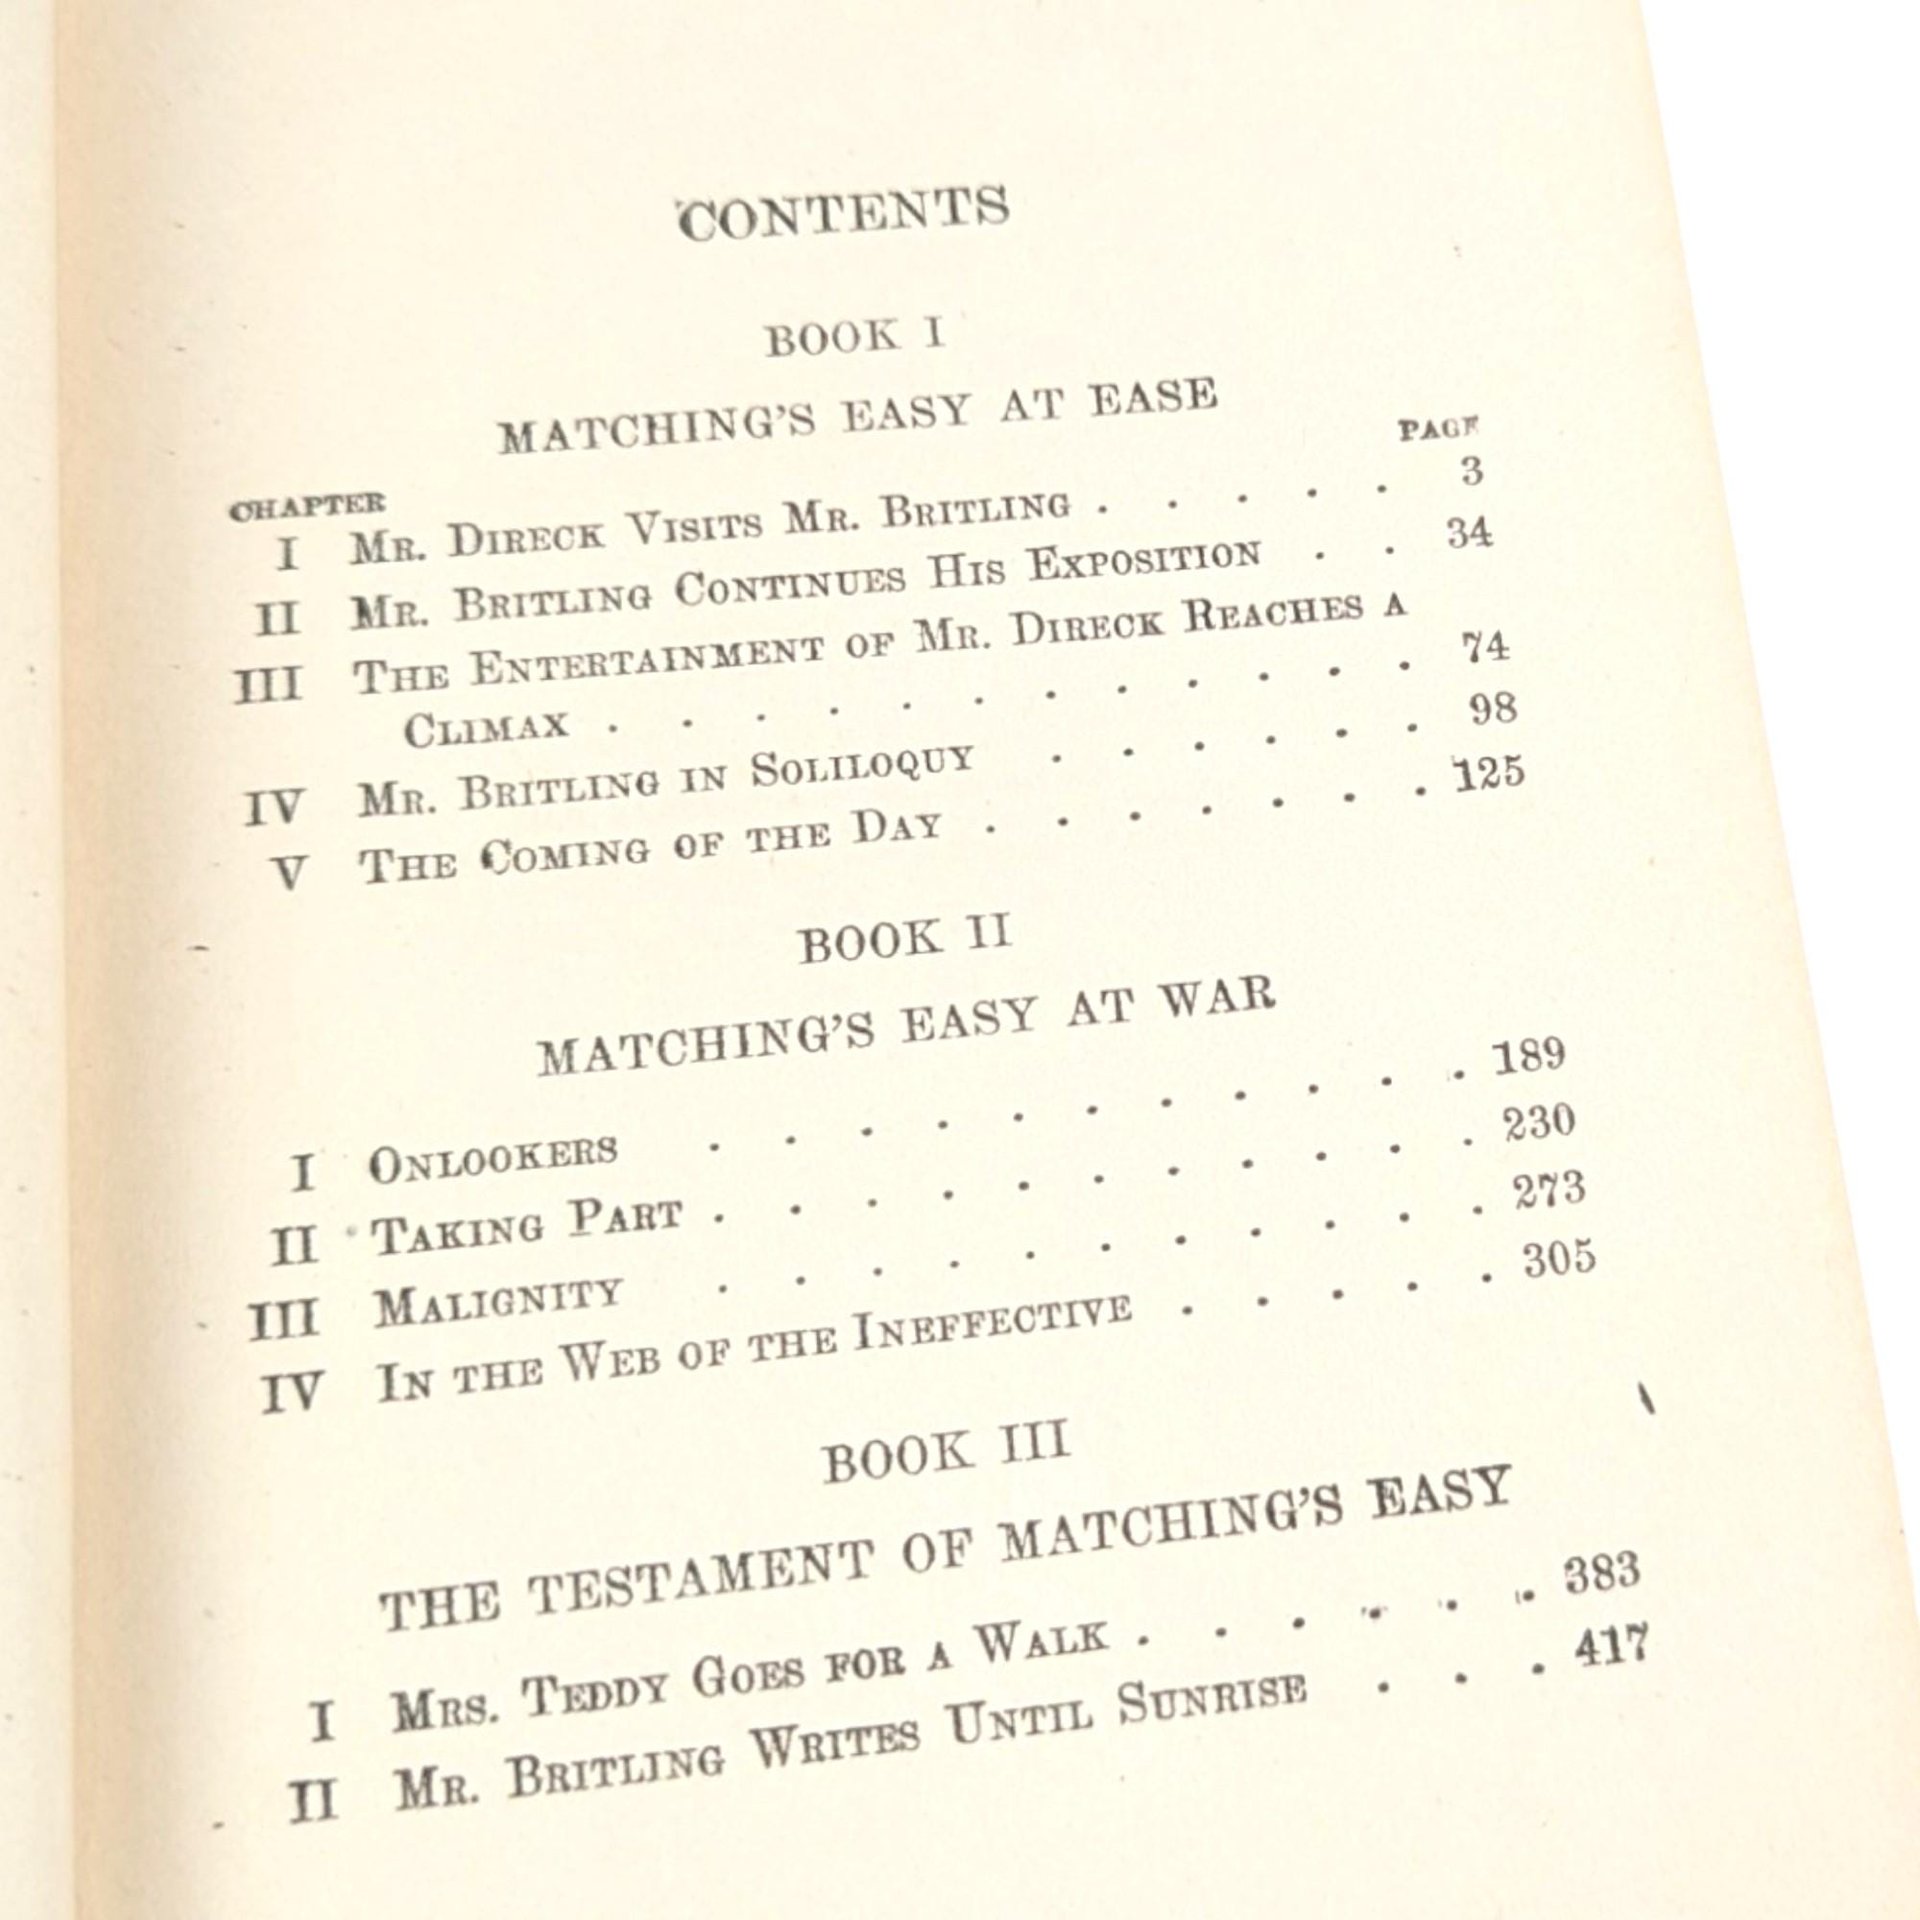 CONTENTS
BOOK I
MATCHING'S EASY AT EASE
CHAPTER PAGE
I Mr. Direck Visits Mr. Britling . . . . . 3
II Mr. Britling Continues His Exposition . . 34
III The Entertainment of Mr. Direck Reaches a
Climax . . . . . . . . . . . . 74
IV Mr. Britling in Soliloquy . . . . . . 98
V The Coming of the Day . . . . . . . 125
BOOK II
MATCHING'S EASY AT WAR
I Onlookers . . . . . . . . . . . 189
II Taking Part . . . . . . . . . . . 230
III Malignity . . . . . . . . . . . 273
IV In the Web of the Ineffective . . . . . 305
BOOK III
THE TESTAMENT OF MATCHING'S EASY
I Mrs. Teddy Goes for a Walk . . . . . . 383
II Mr. Britling Writes Until Sunrise . . . 417